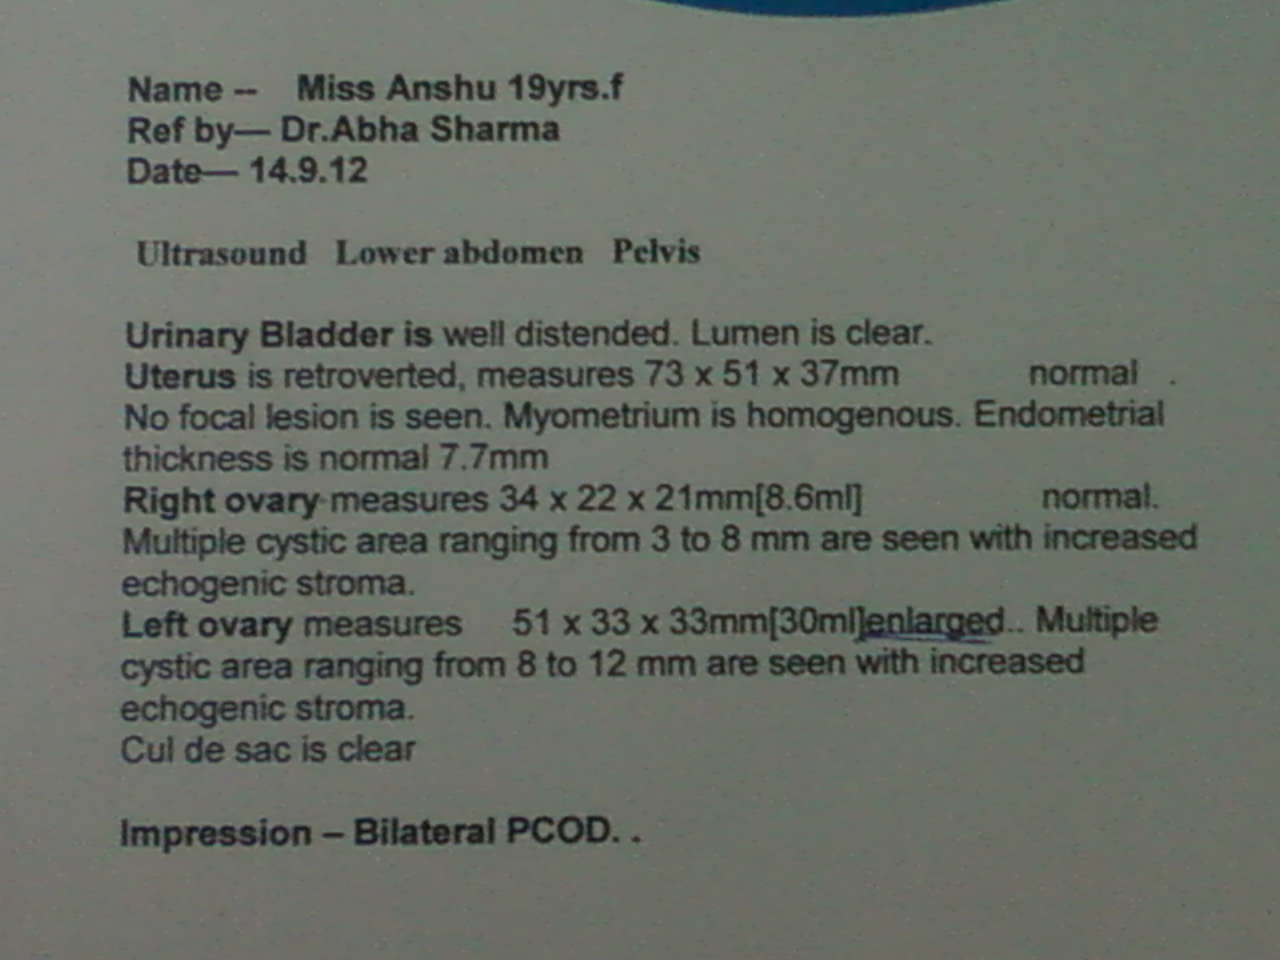 Name -- Miss Anshu 19yrs.f
Ref by— Dr.Abha Sharma
Date— 14.9.12
Ultrasound Lower abdomen Pelvis
Urinary Bladder is well distended. Lumen is clear.
Uterus is retroverted, measures 73 x 51 x 37mm normal .
No focal lesion is seen. Myometrium is homogenous. Endometrial
thickness is normal 7.7mm
Right ovary measures 34 x 22 x 21mm[8.6ml] normal.
Multiple cystic area ranging from 3 to 8 mm are seen with increased
echogenic stroma.
Left ovary measures 51 x 33 x 33mm[30ml]enlarged.. Multiple
cystic area ranging from 8 to 12 mm are seen with increased
echogenic stroma.
Cul de sac is clear
Impression – Bilateral PCOD. .